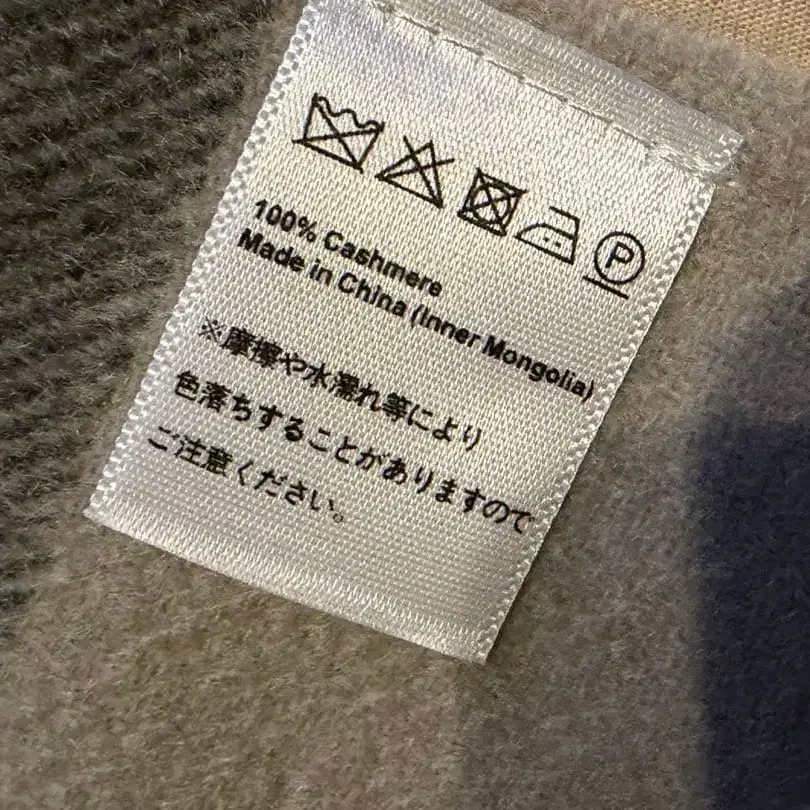 P
100% Cashmere
Made in China (Inner Mongolia)
※摩擦や水濡れ等により
色落ちすることがありますので
ご注意ください。